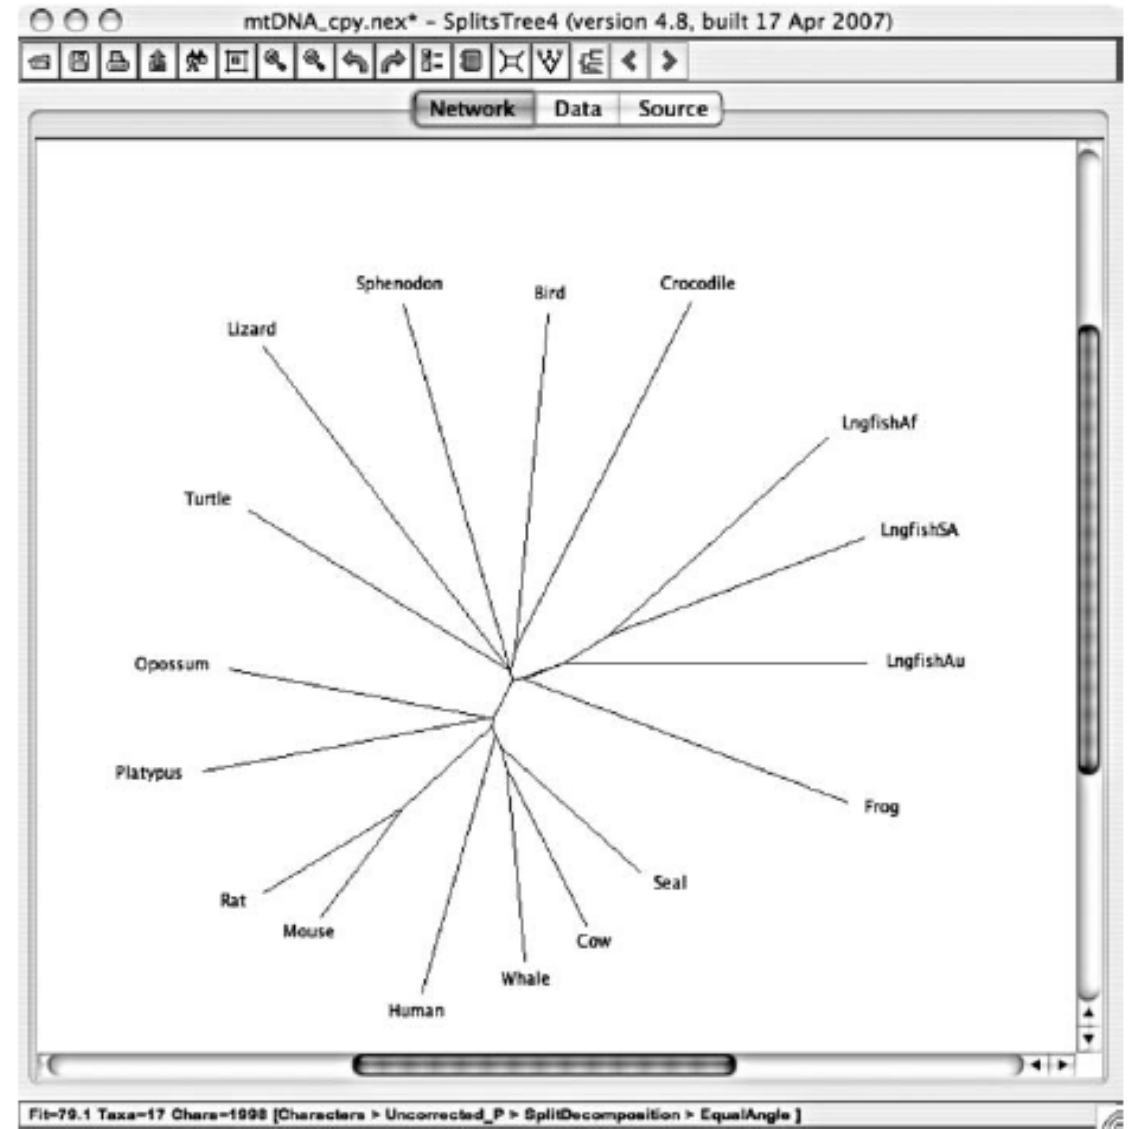 mtDNA_cpy.nex* - SplitsTree4 (version 4.8, built 17 Apr 2007)
Network Data Source
Sphenodon
Bird
Crocodile
Lizard
LngfishAf
Turtle
LngfishSA
Opossum
LngfishAu
Platypus
Frog
Seal
Rat
Mouse
Cow
Whale
Human
Fit=79.1 Taxa=17 Chars=1998 [Characters > Uncorrected_P > SplitDecomposition > EqualAngle ]